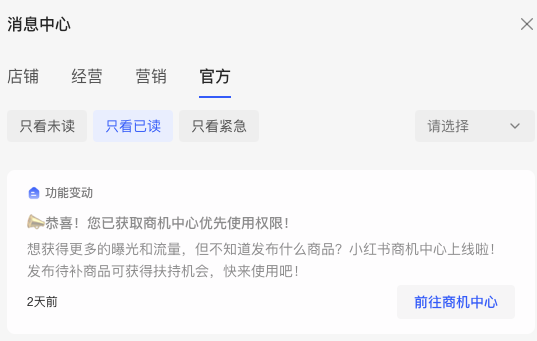 消息中心
店铺 经营 营销 官方
只看未读 只看已读 只看紧急 请选择
功能变动
恭喜！您已获取商机中心优先使用权限！
想获得更多的曝光和流量，但不知道发布什么商品？小红书商机中心上线啦！
发布待补商品可获得扶持机会，快来使用吧！
2天前 前往商机中心